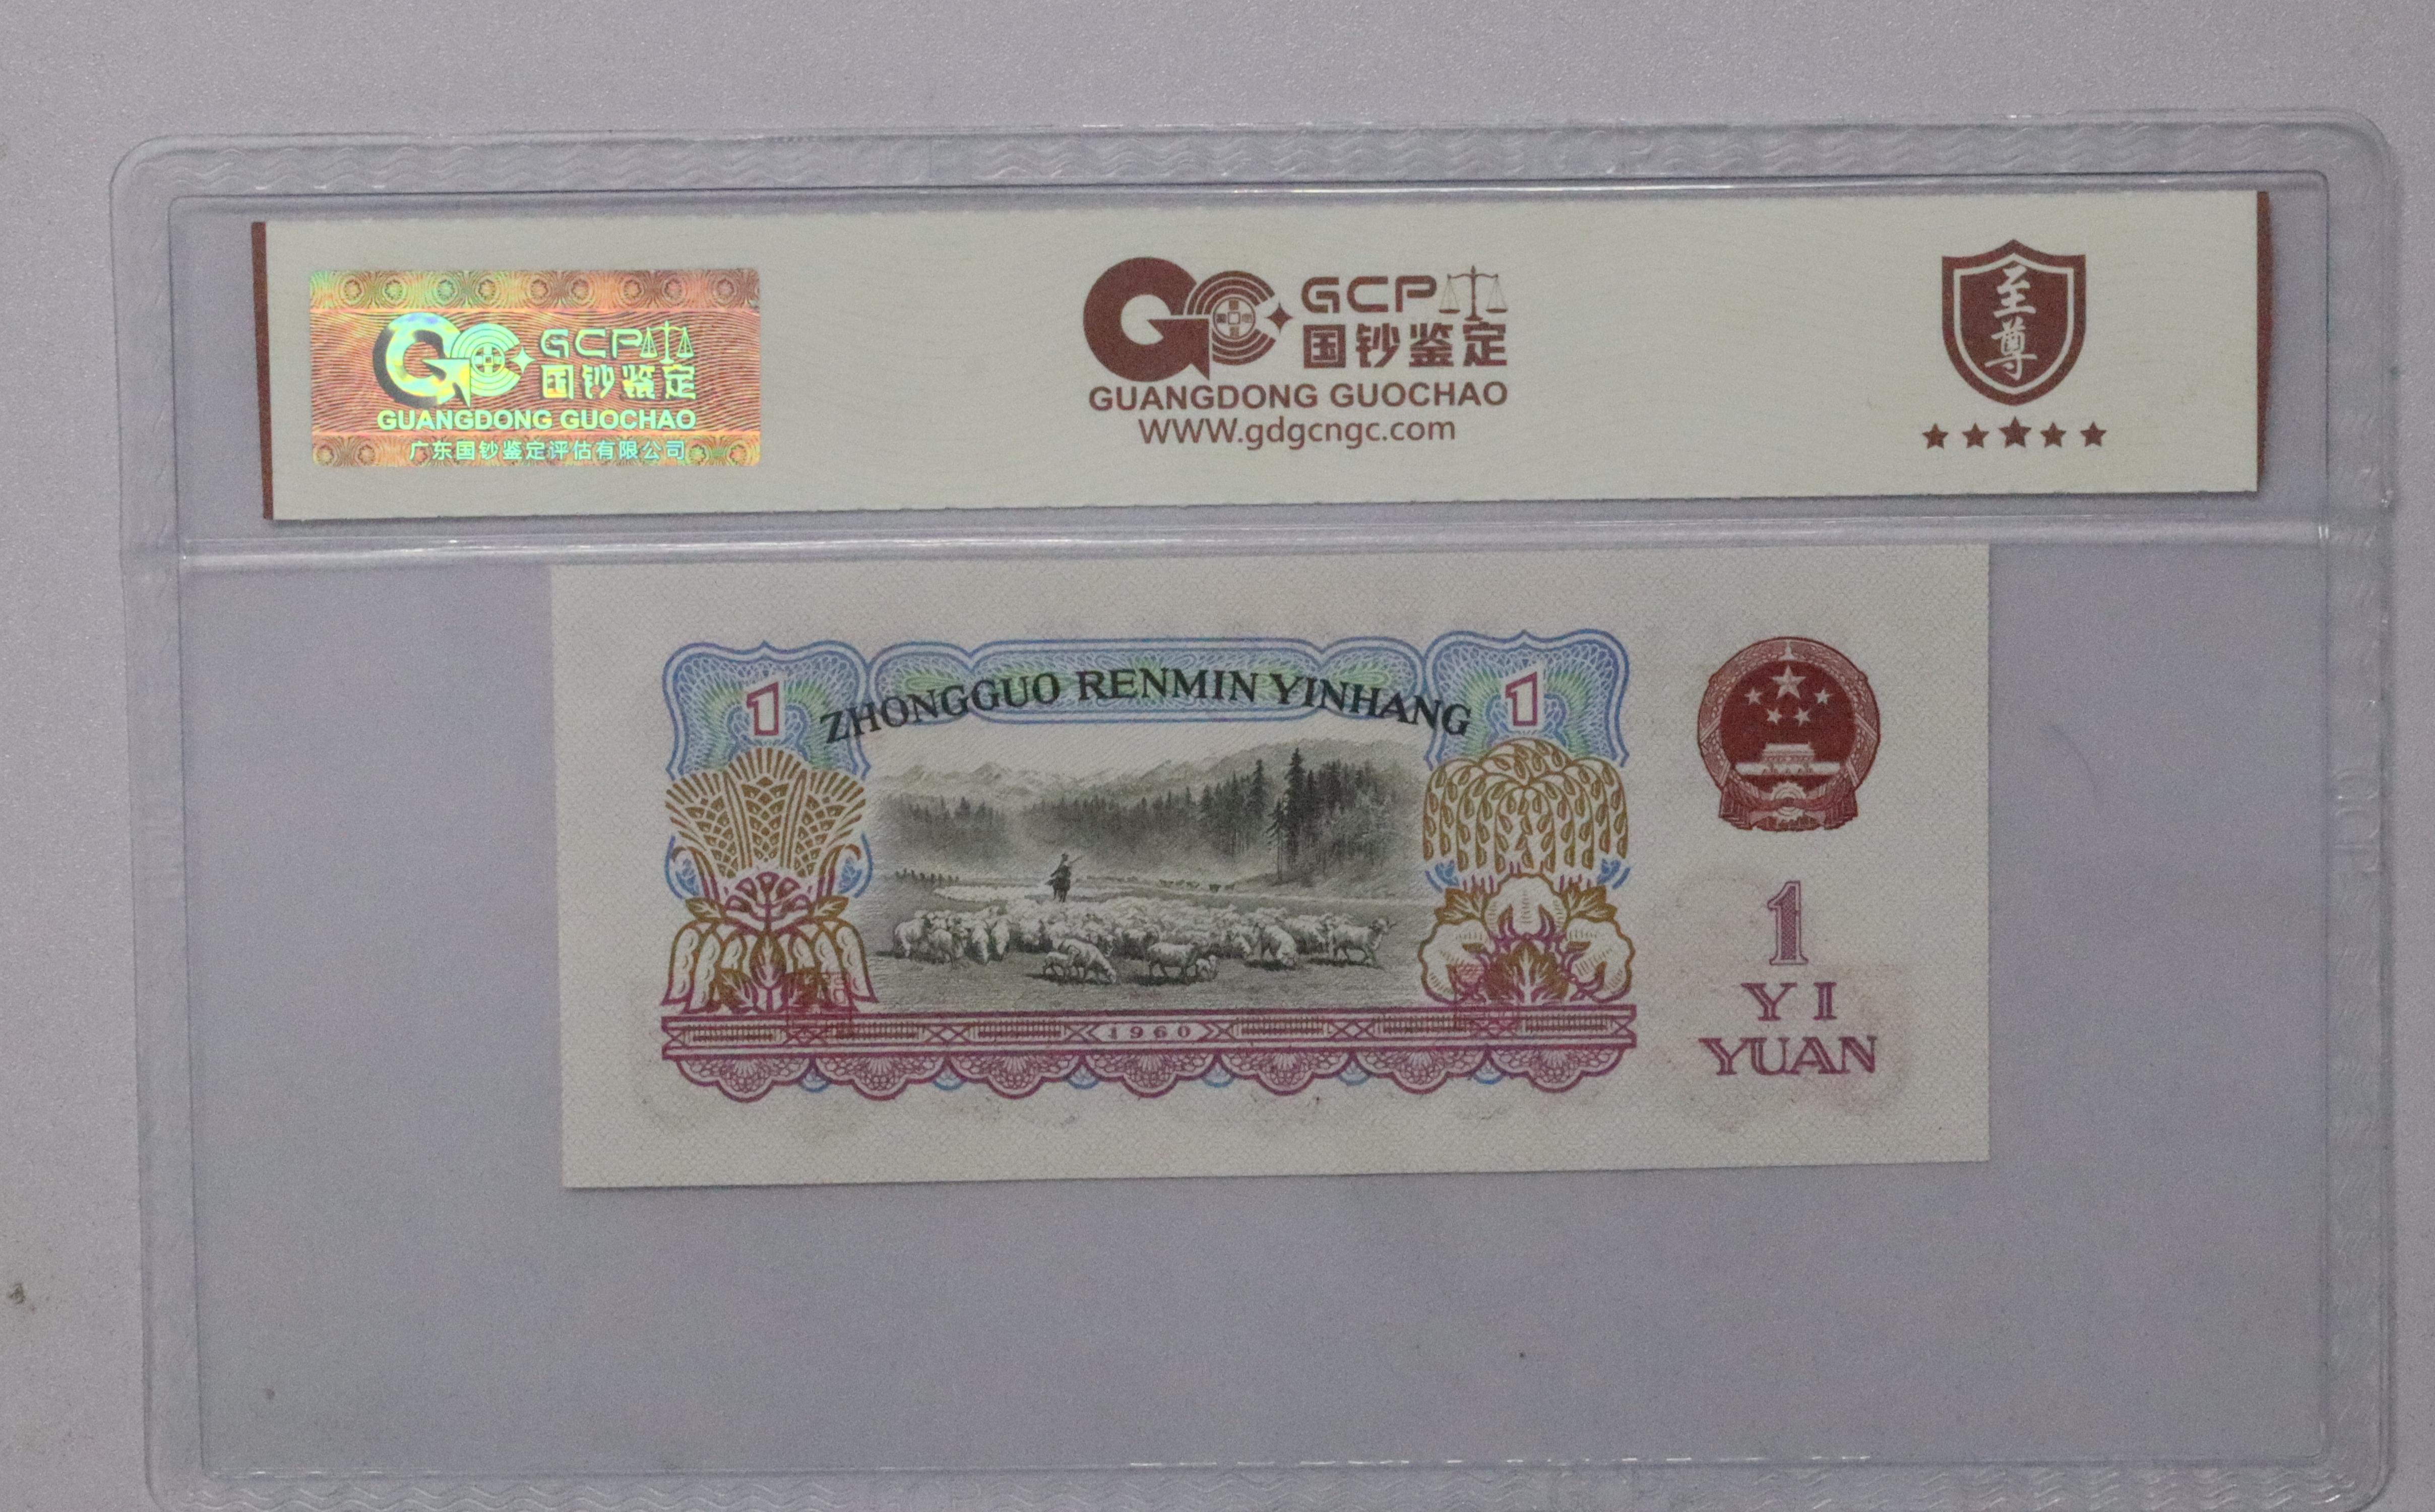 GCP
国钞鉴定
GUANGDONG GUOCHAO
广东国钞鉴定评估有限公司
GCP
国钞鉴定
GUANGDONG GUOCHAO
WWW.gdgcngc.com
至尊
1
ZHONGGUO RENMIN YINHANG
1
1960
1
YI
YUAN